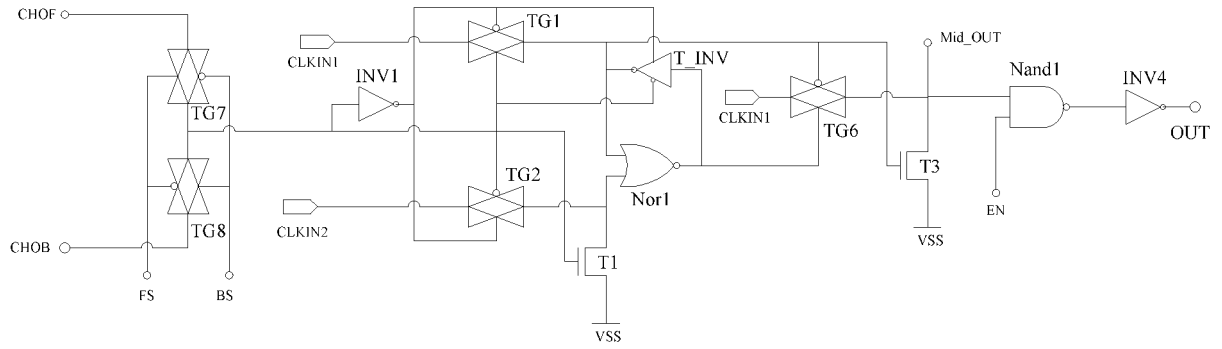 CHOF
TG1
Mid_OUT
CLKIN1
T_INV
Nand1
INV1
INV4
TG7
CLKIN1
TG6
OUT
TG2
T3
Nor1
EN
TG8
CLKIN2
CHOB
VSS
T1
FS
BS
VSS